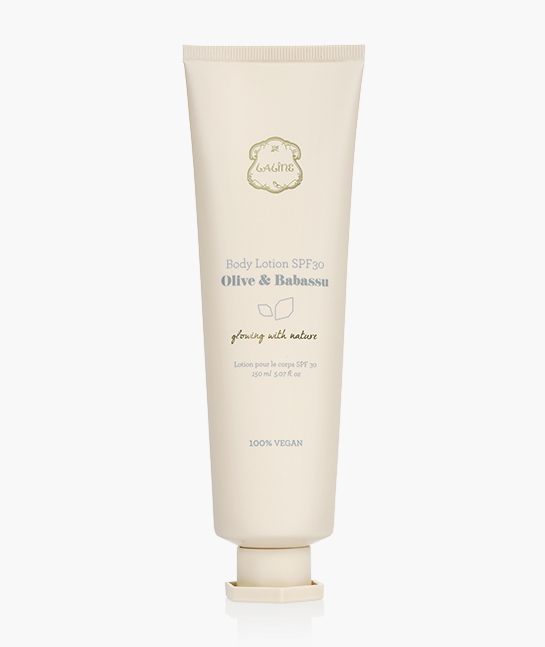 LALINE
Body Lotion SPF30
Olive & Babassu
glowing with nature
Lotion pour le corps SPF 30
150 ml 5.07 fl oz
100% VEGAN